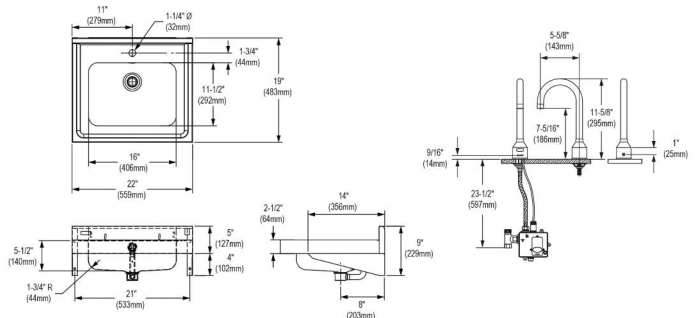 11"
(279mm)
1-1/4" Ø
(32mm)
1-3/4"
(44mm)
11-1/2"
(292mm)
19"
(483mm)
16"
(406mm)
22"
(559mm)
5-5/8"
(143mm)
11-5/8"
(295mm)
7-5/16"
(186mm)
9/16"
(14mm)
1"
(25mm)
23-1/2"
(597mm)
5-1/2"
(140mm)
1-3/4" R
(44mm)
21"
(533mm)
5"
(127mm)
4"
(102mm)
2-1/2"
(64mm)
14"
(356mm)
9"
(229mm)
8"
(203mm)